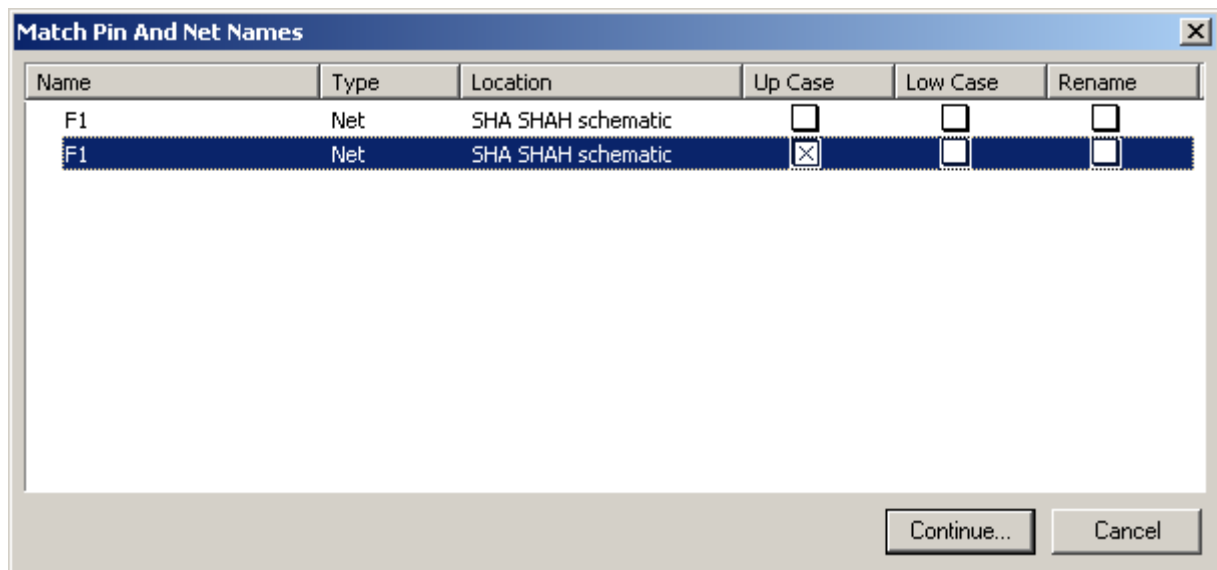 Match Pin And Net Names
Name Type Location Up Case Low Case Rename
F1 Net SHA SHAH schematic
F1 Net SHA SHAH schematic
Continue... Cancel